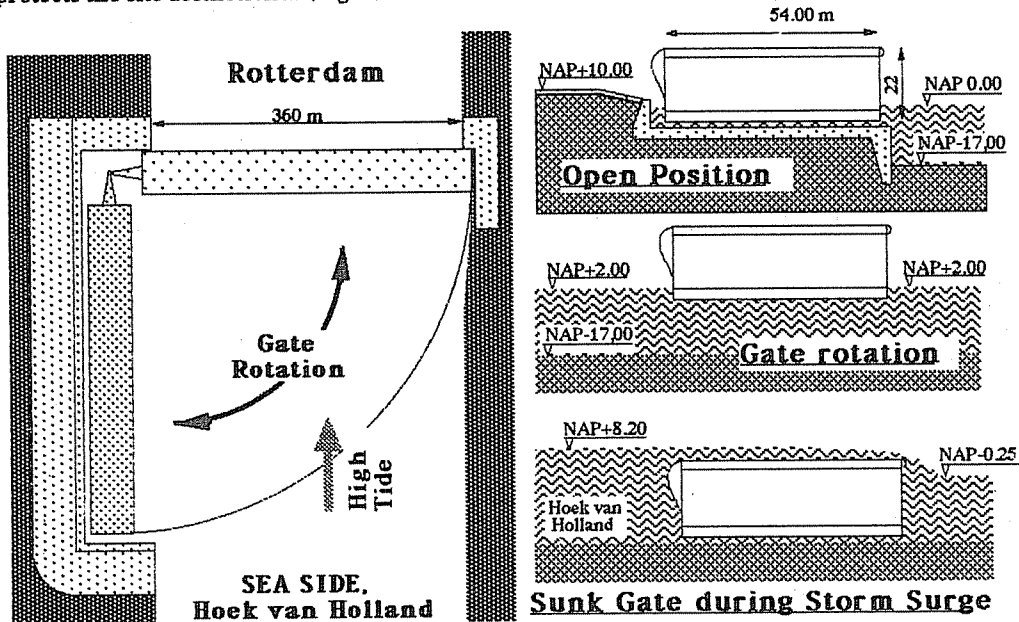 Rotterdam
360 m
Gate
Rotation
High
Tide
SEA SIDE,
Hoek van Holland
54.00 m
NAP+10.00
22
NAP 0.00
NAP-17,00
Open Position
NAP+2.00
NAP+2.00
NAP-17,00
Gate rotation
NAP+8.20
NAP-0.25
Hoek van
Holland
Sunk Gate during Storm Surge